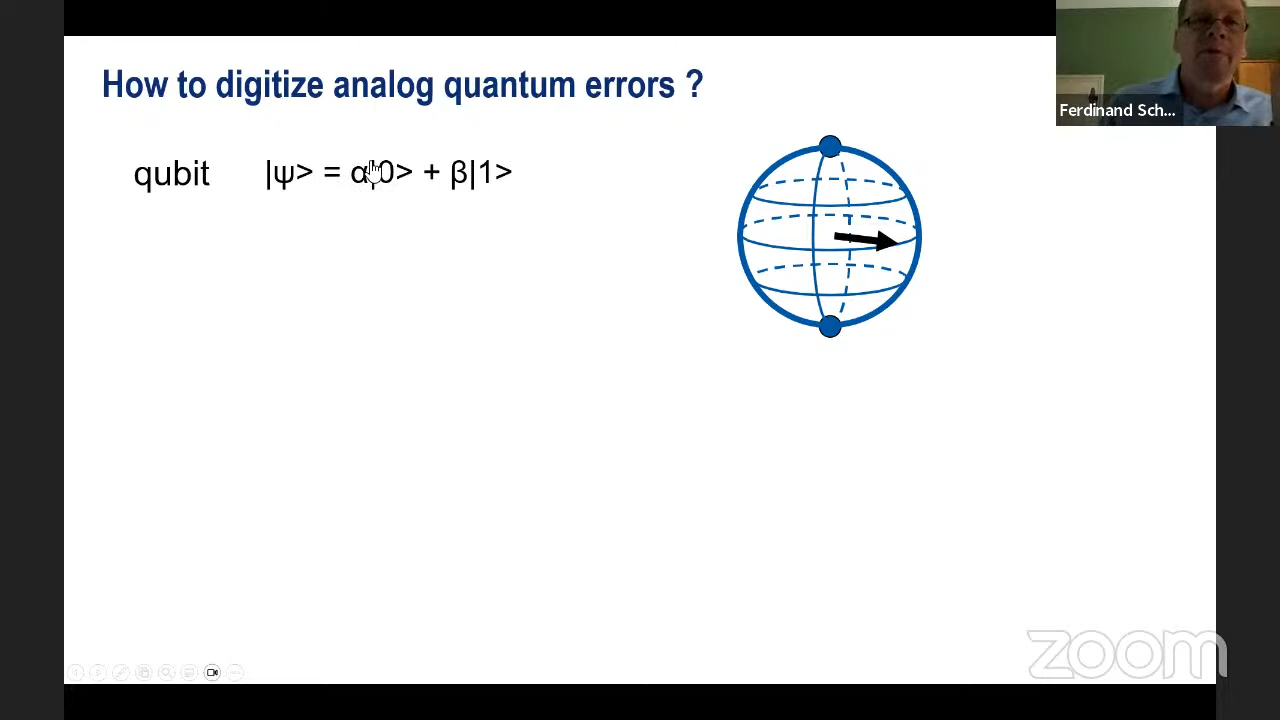 How to digitize analog quantum errors ?
Ferdinand Sch...
qubit |ψ> = α|0> + β|1>
zoom